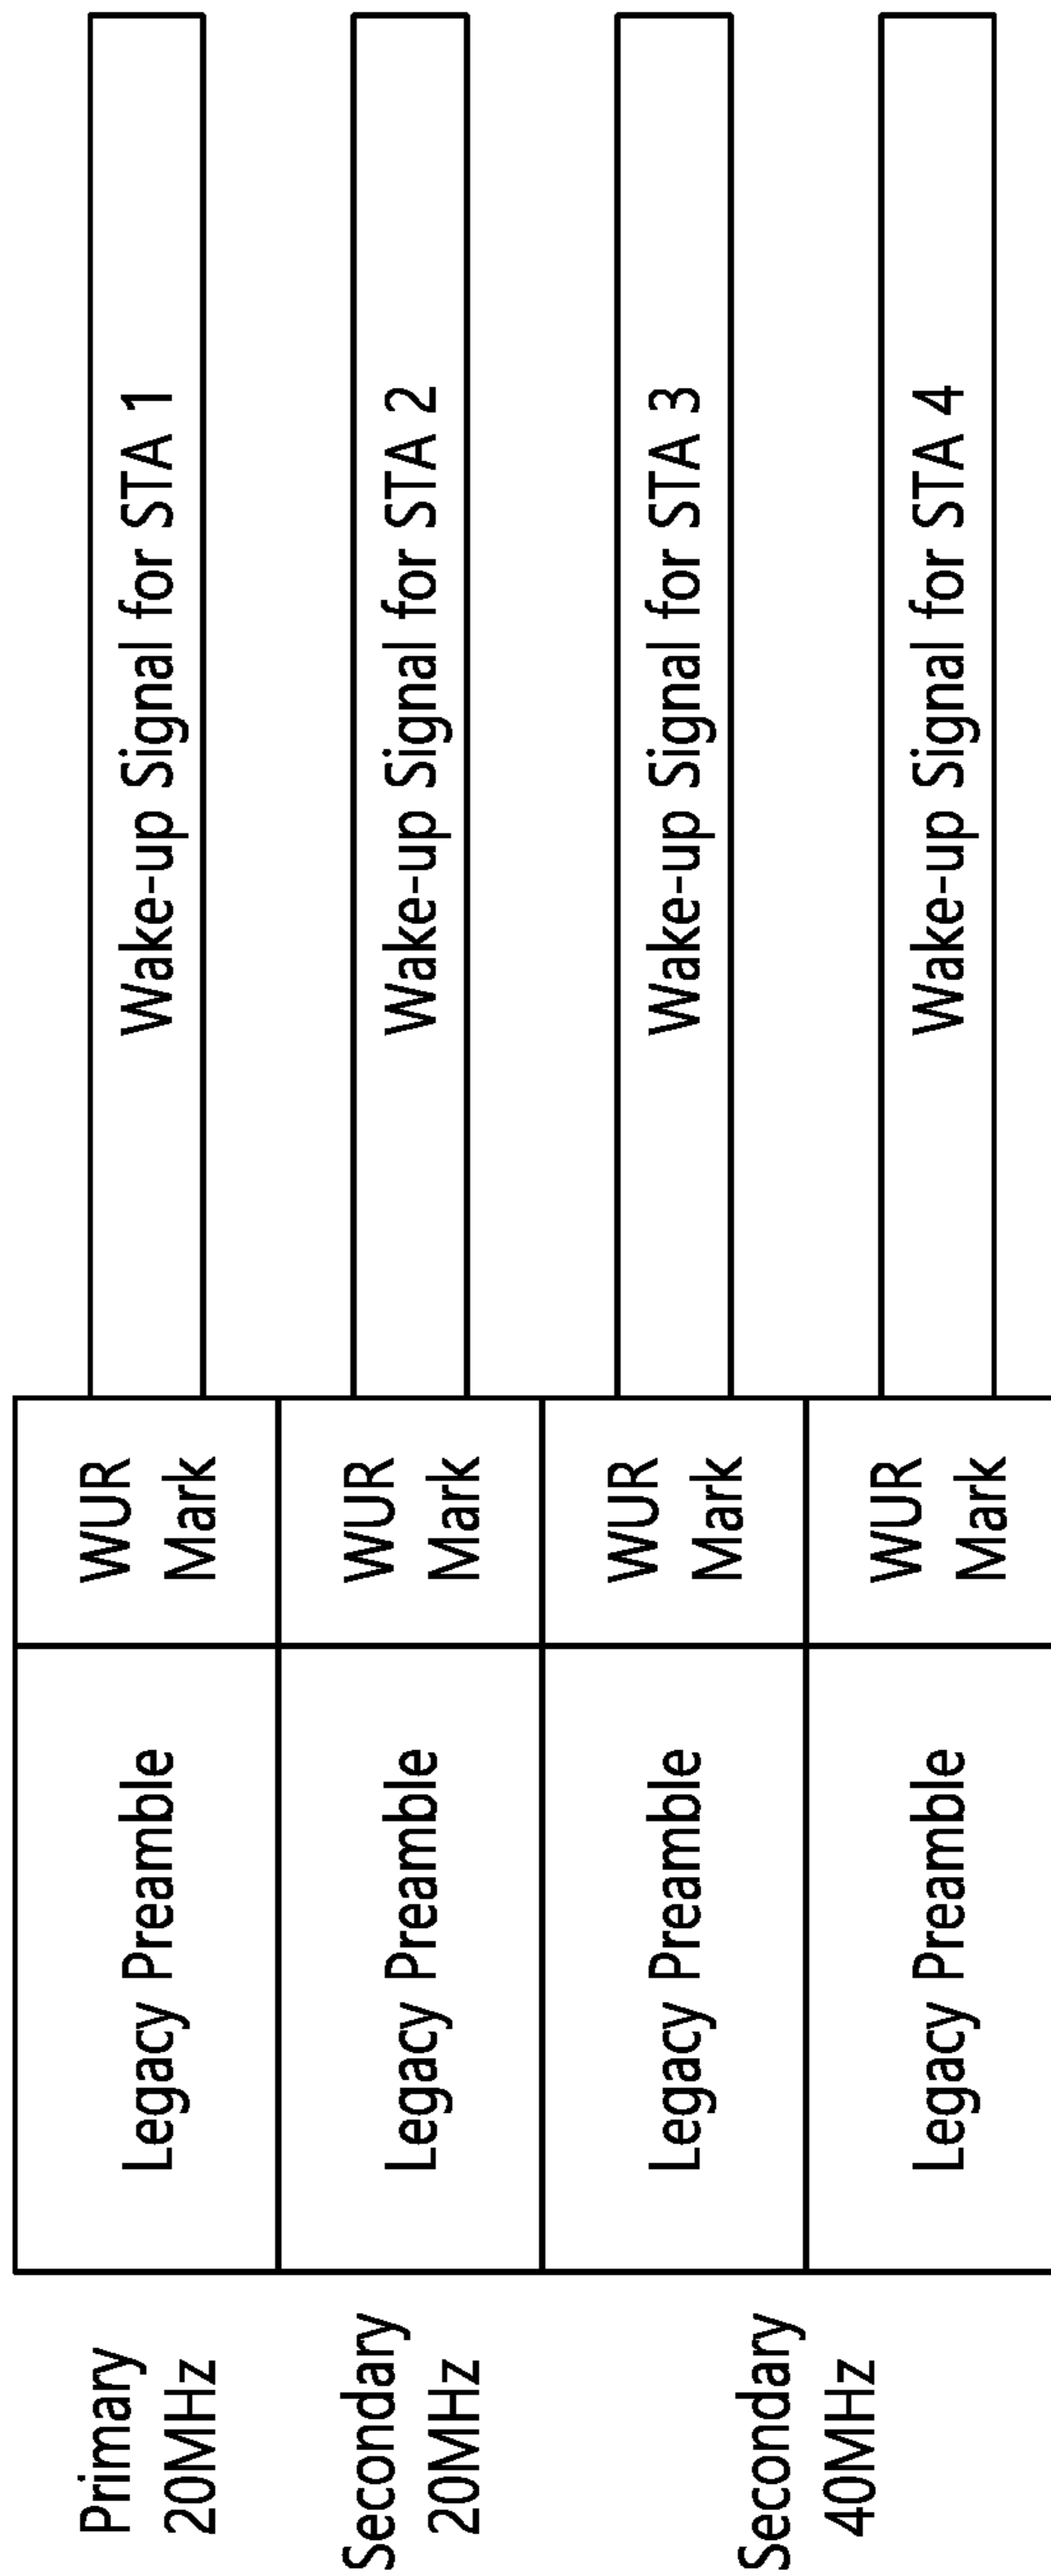 Primary
20MHz
Legacy Preamble
WUR
Mark
Wake-up Signal for STA 1
Secondary
20MHz
Legacy Preamble
WUR
Mark
Wake-up Signal for STA 2
Secondary
40MHz
Legacy Preamble
WUR
Mark
Wake-up Signal for STA 3
Legacy Preamble
WUR
Mark
Wake-up Signal for STA 4